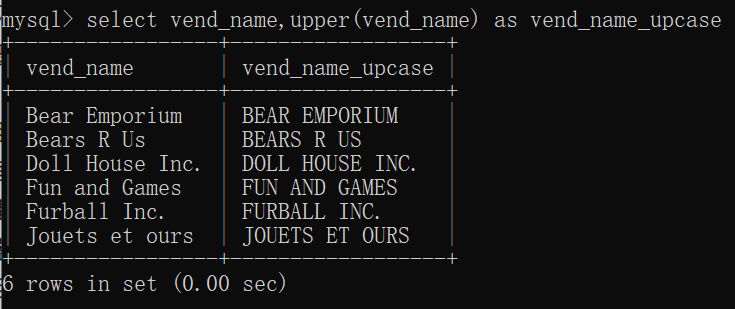 mysql> select vend_name,upper(vend_name) as vend_name_upcase
+-----------------+------------------+
| vend_name       | vend_name_upcase |
+-----------------+------------------+
| Bear Emporium   | BEAR EMPORIUM    |
| Bears R Us      | BEARS R US       |
| Doll House Inc. | DOLL HOUSE INC.  |
| Fun and Games   | FUN AND GAMES    |
| Furball Inc.    | FURBALL INC.     |
| Jouets et ours  | JOUETS ET OURS   |
+-----------------+------------------+
6 rows in set (0.00 sec)